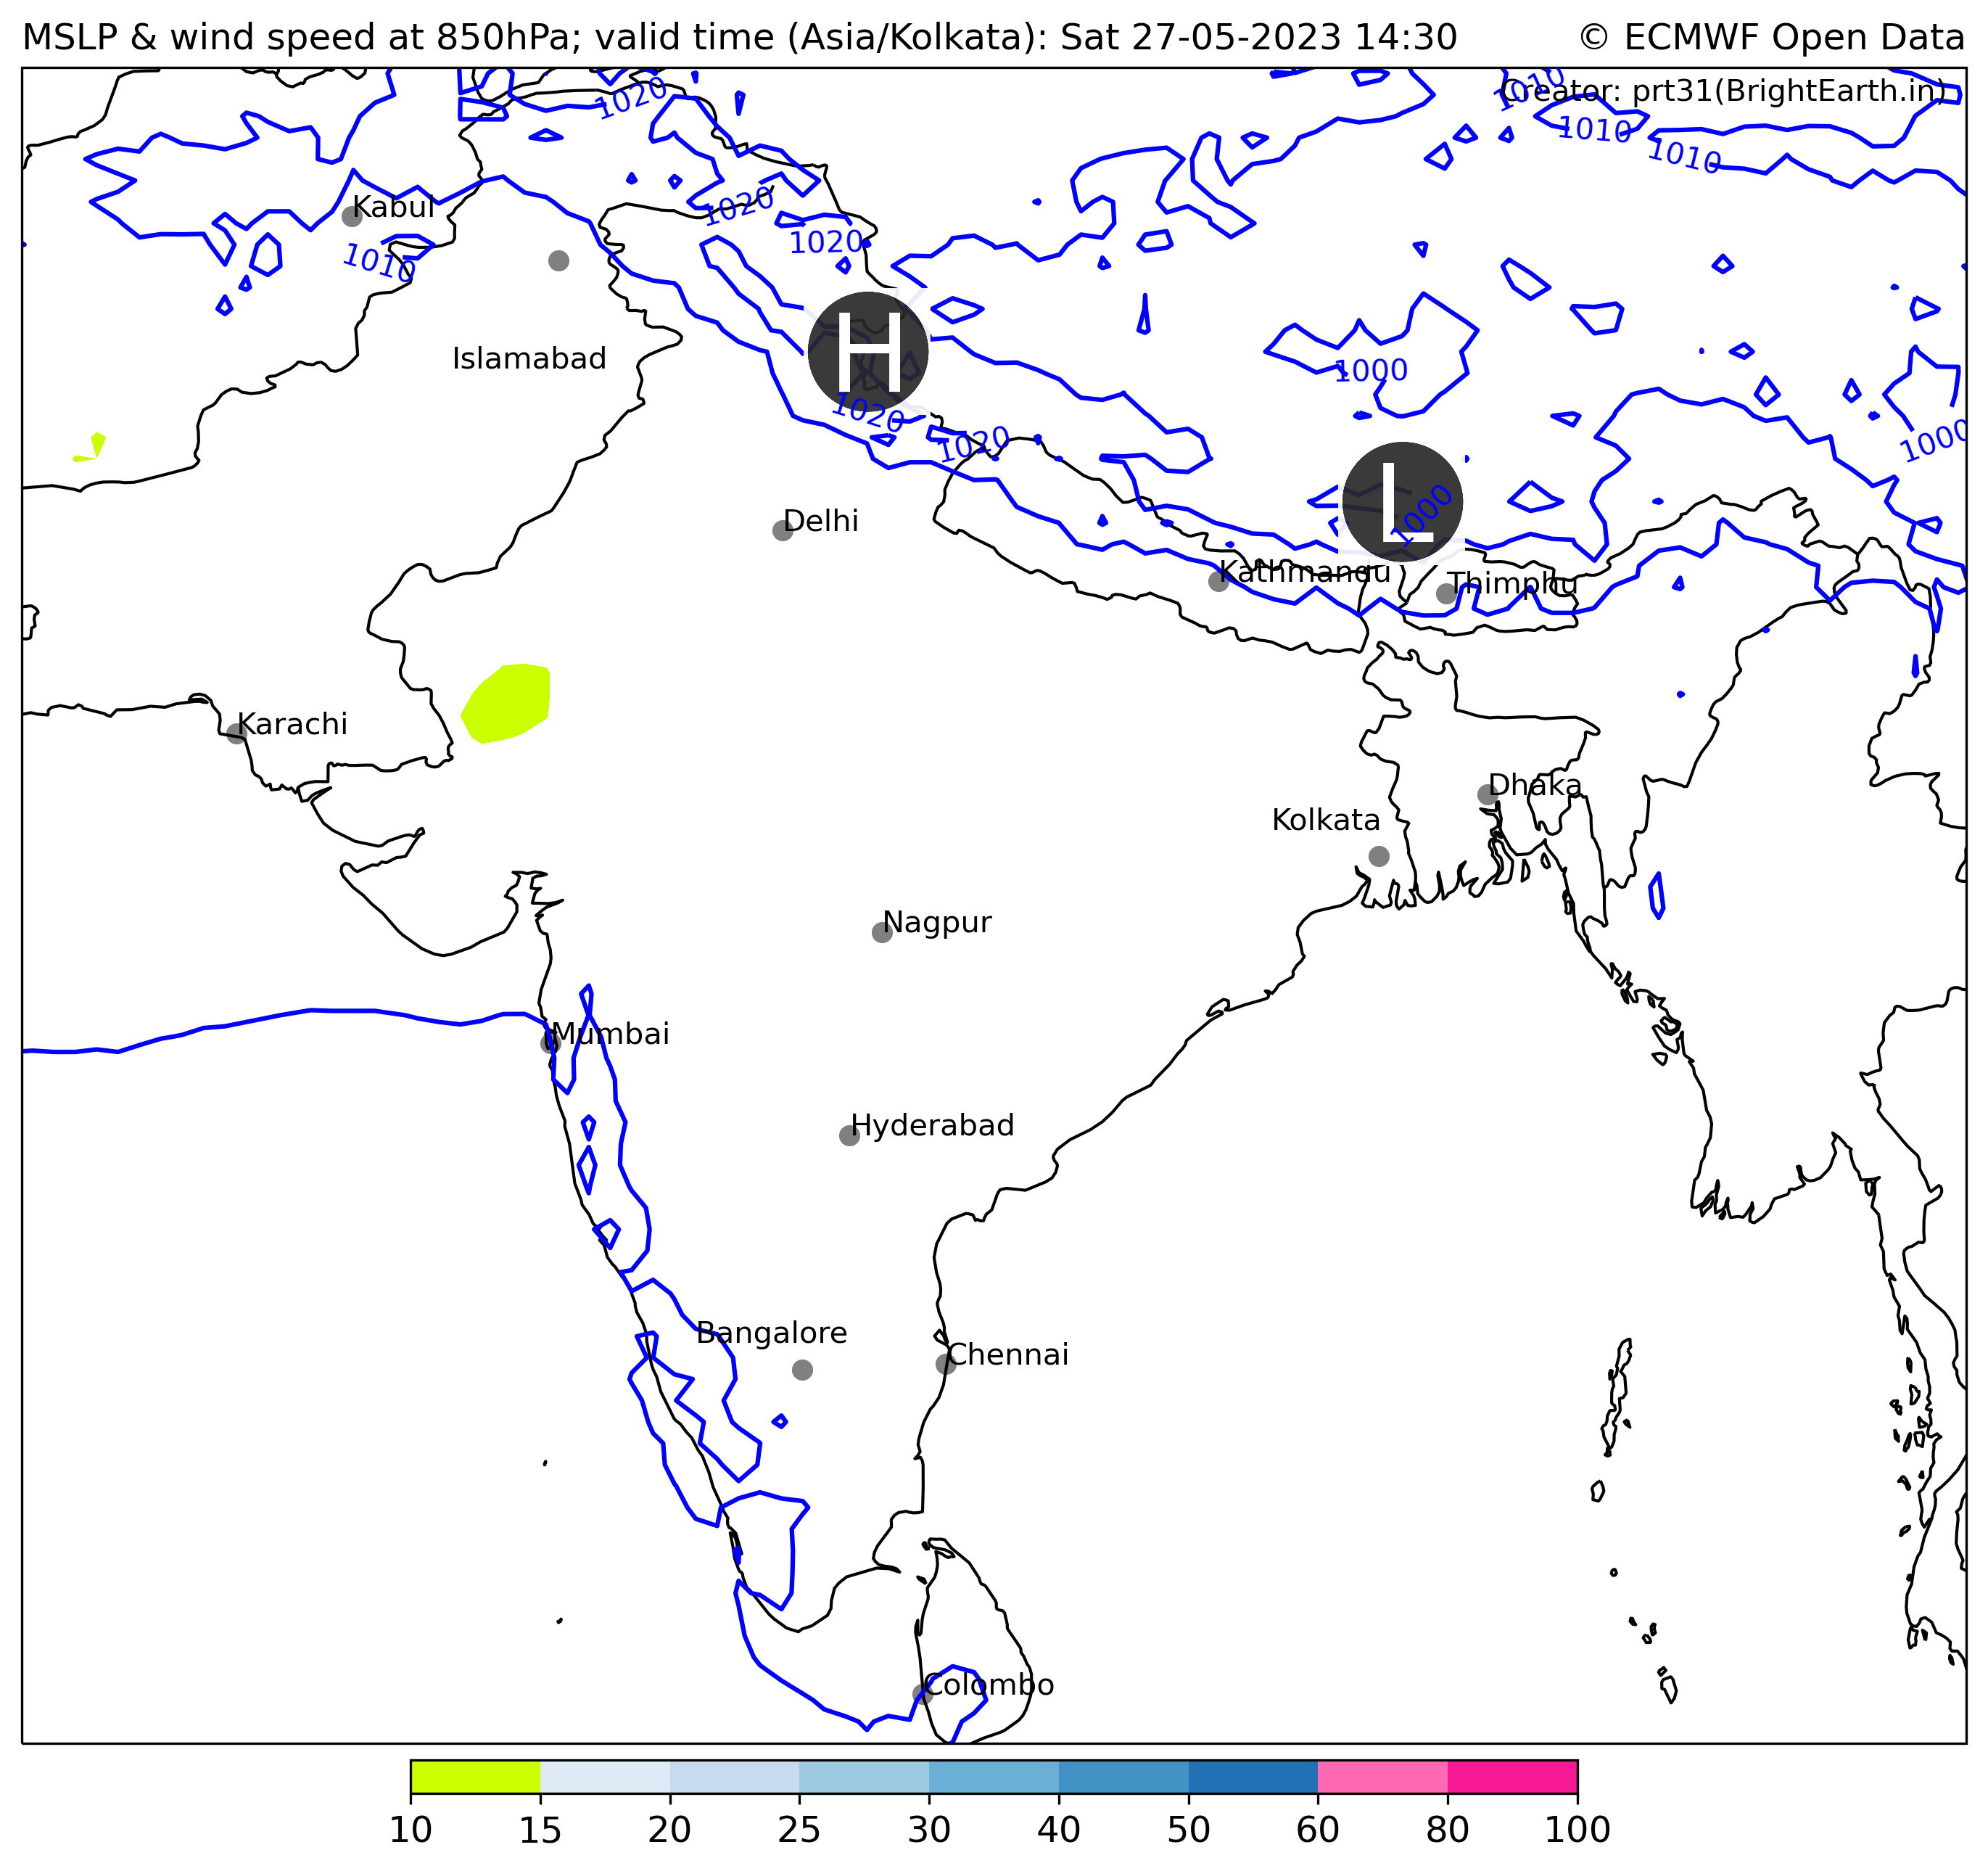 MSLP & wind speed at 850hPa; valid time (Asia/Kolkata): Sat 27-05-2023 14:30
© ECMWF Open Data
Creator: prt31(BrightEarth.in)
1020
1010
1010
1010
1020
Kabul
1020
1010
H
Islamabad
1000
1020
1020
1000
L
1000
Delhi
Kathmandu
Thimphu
Karachi
Dhaka
Kolkata
Nagpur
Mumbai
Hyderabad
Bangalore
Chennai
Colombo
10 15 20 25 30 40 50 60 80 100